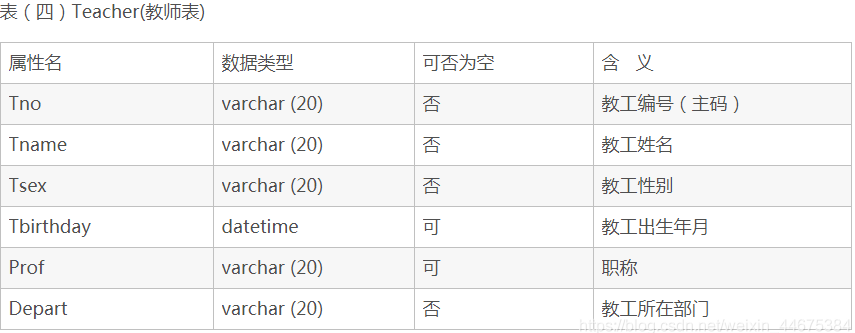 表（四）Teacher(教师表)
属性名 数据类型 可否为空 含 义
Tno varchar (20) 否 教工编号（主码）
Tname varchar (20) 否 教工姓名
Tsex varchar (20) 否 教工性别
Tbirthday datetime 可 教工出生年月
Prof varchar (20) 可 职称
Depart varchar (20) 否 教工所在部门
https://blog.csdn.net/weixin_44675384